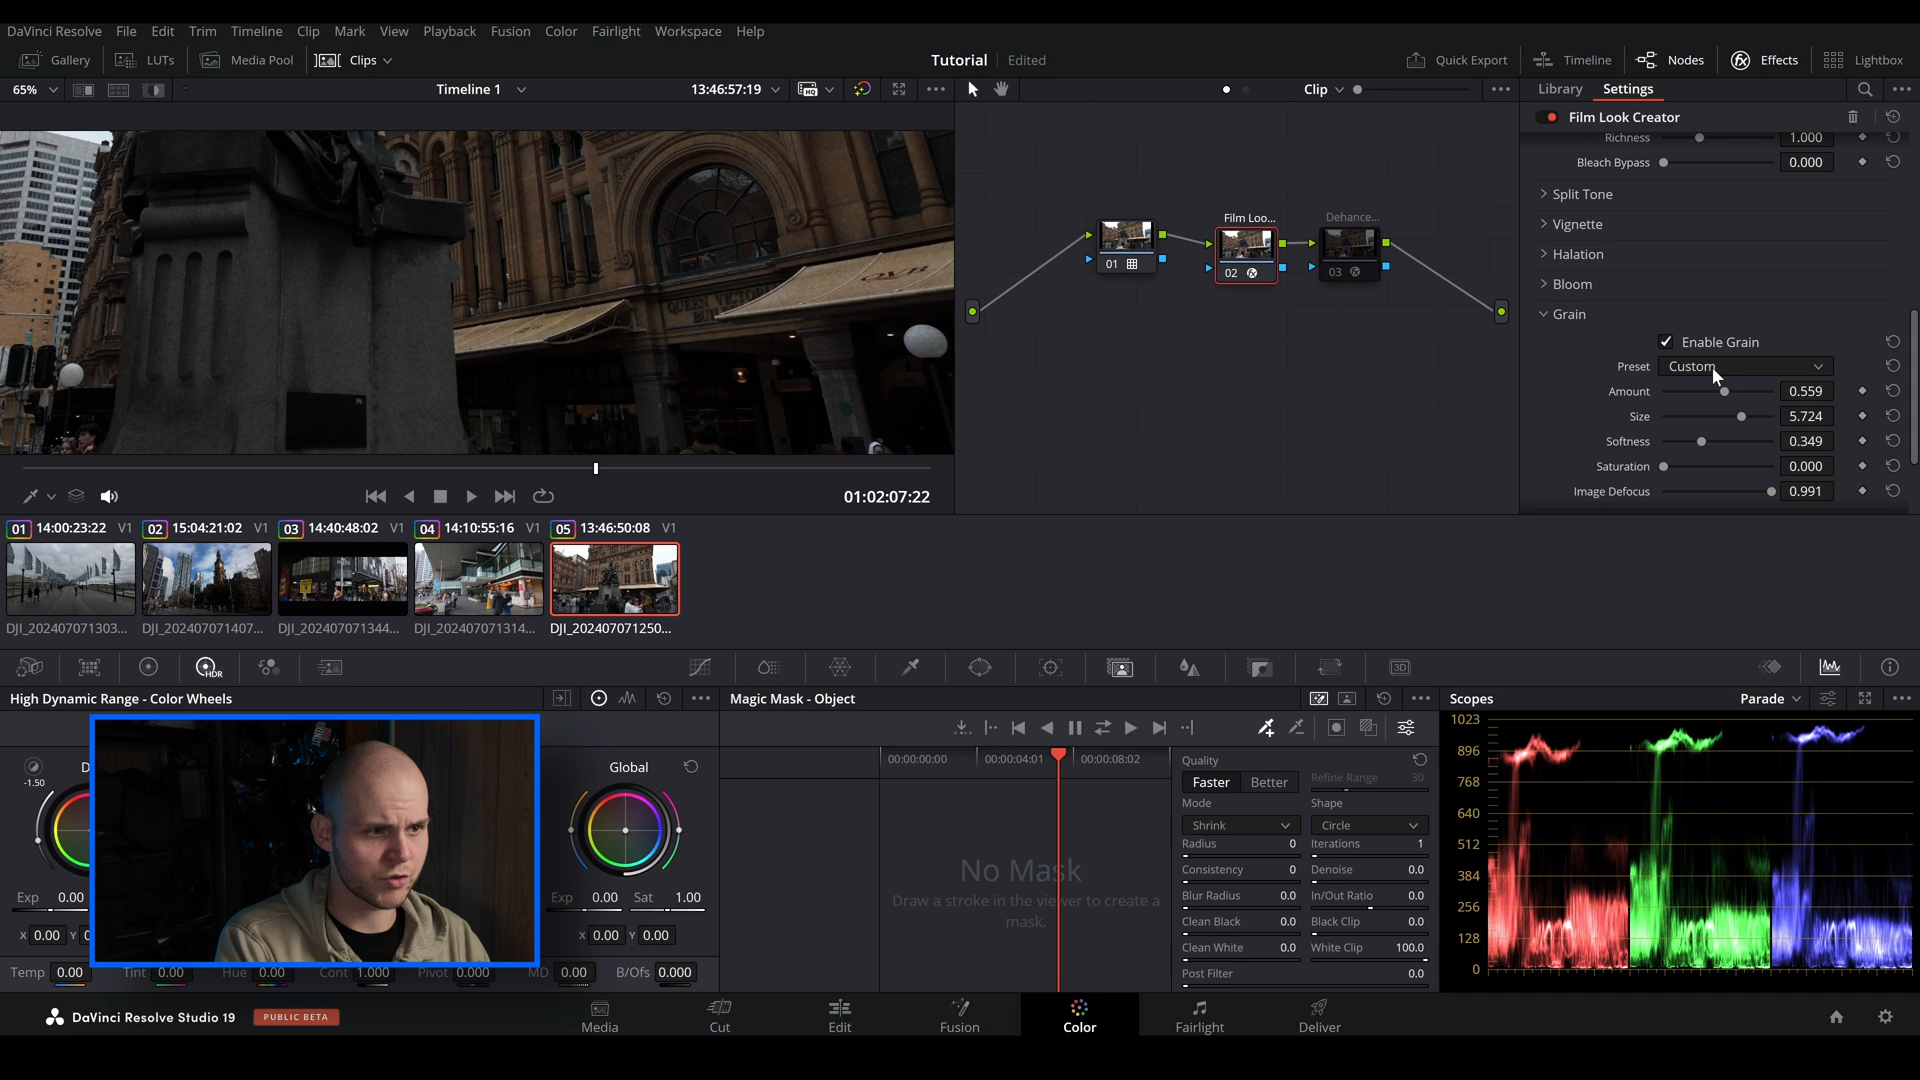 DaVinci Resolve File Edit Trim Timeline Clip Mark View Playback Fusion Color Fairlight Workspace Help
Gallery LUTs Media Pool Clips Tutorial Edited Quick Export Timeline Nodes Effects Lightbox
65% Timeline 1 13:46:57:19 Clip Library Settings
Film Look Creator
Richness 1.000
Bleach Bypass 0.000
Split Tone
Vignette
Halation
Bloom
Grain
Enable Grain
Preset Custom
Amount 0.559
Size 5.724
Softness 0.349
Saturation 0.000
Image Defocus 0.991
Film Loo... Dehance...
01 02 03
QVB
QUEEN VICTORIA
01:02:07:22
01 14:00:23:22 V1 02 15:04:21:02 V1 03 14:40:48:02 V1 04 14:10:55:16 V1 05 13:46:50:08 V1
DJI_202407071303... DJI_202407071407... DJI_202407071344... DJI_202407071314... DJI_202407071250...
HDR 3D
High Dynamic Range - Color Wheels Magic Mask - Object Scopes Parade
-1.50 D Global
Exp 0.00 Exp 0.00 Sat 1.00
X 0.00 Y X 0.00 Y 0.00
Temp 0.00 Tint 0.00 Hue 0.00 Cont 1.000 Pivot 0.000 MD 0.00 B/Ofs 0.000
00:00:00:00 00:00:04:01 00:00:08:02
No Mask
Draw a stroke in the viewer to create a
mask.
Quality
Faster Better Refine Range 30
Mode Shape
Shrink Circle
Radius 0 Iterations 1
Consistency 0 Denoise 0.0
Blur Radius 0.0 In/Out Ratio 0.0
Clean Black 0.0 Black Clip 0.0
Clean White 0.0 White Clip 100.0
Post Filter 0.0
1023
896
768
640
512
384
256
128
0
DaVinci Resolve Studio 19 PUBLIC BETA
Media Cut Edit Fusion Color Fairlight Deliver